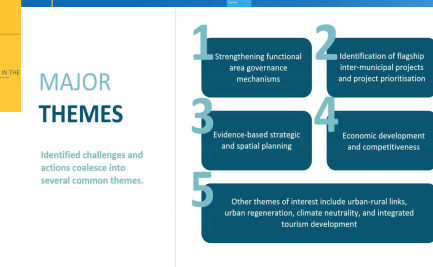 IN THE
MAJOR
THEMES
Identified challenges and
actions coalesce into
several common themes.
1
Strengthening functional
area governance
mechanisms
2
Identification of flagship
inter-municipal projects
and project prioritisation
3
Evidence-based strategic
and spatial planning
4
Economic development
and competitiveness
5
Other themes of interest include urban-rural links,
urban regeneration, climate neutrality, and integrated
tourism development